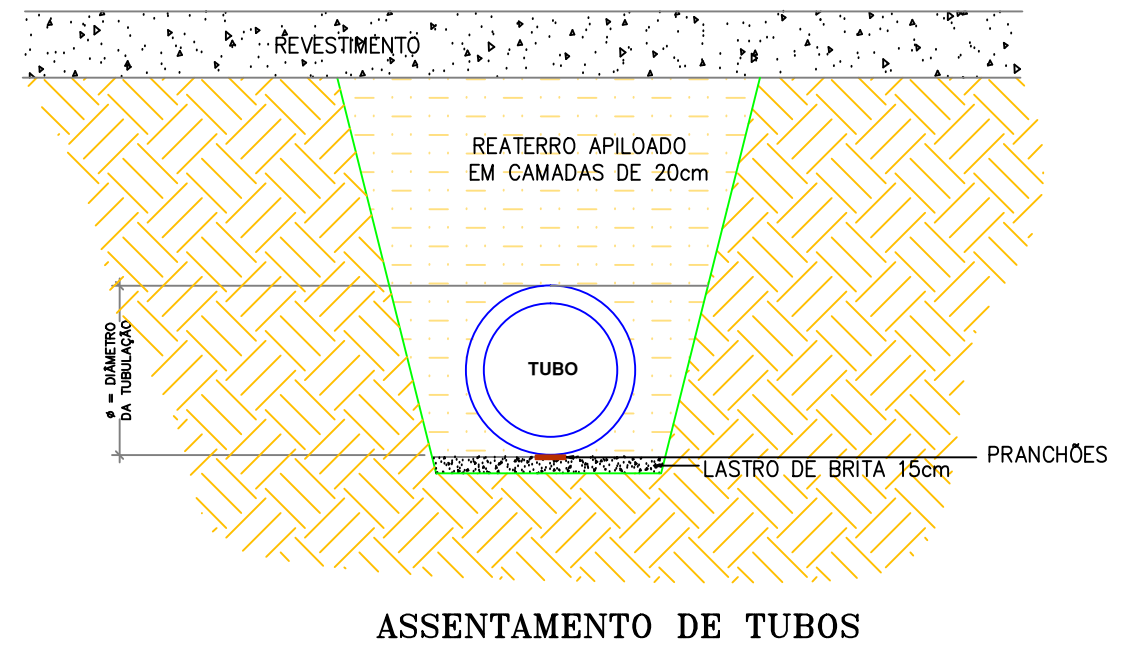 REVESTIMENTO
REATERRO APILOADO
EM CAMADAS DE 20cm
ø = DIÂMETRO
DA TUBULAÇÃO
TUBO
PRANCHÕES
LASTRO DE BRITA 15cm
ASSENTAMENTO DE TUBOS